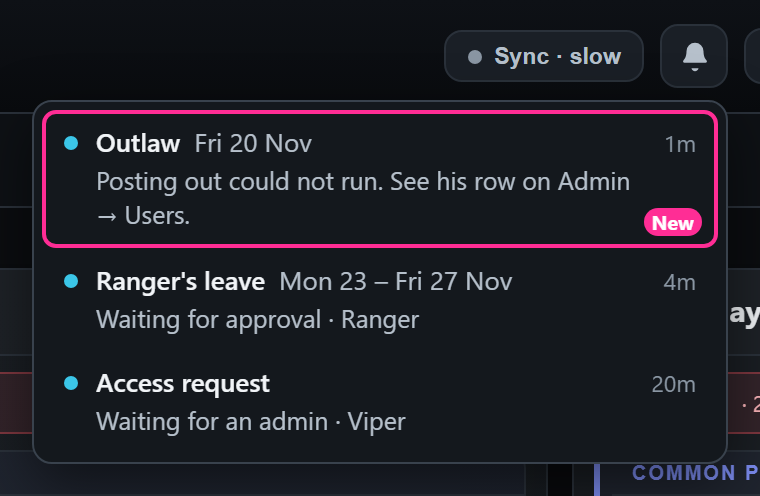 Sync · slow
Outlaw Fri 20 Nov 1m
Posting out could not run. See his row on Admin
→ Users.
New
Ranger's leave Mon 23 – Fri 27 Nov 4m
Waiting for approval · Ranger
Access request 20m
Waiting for an admin · Viper
COMMON P